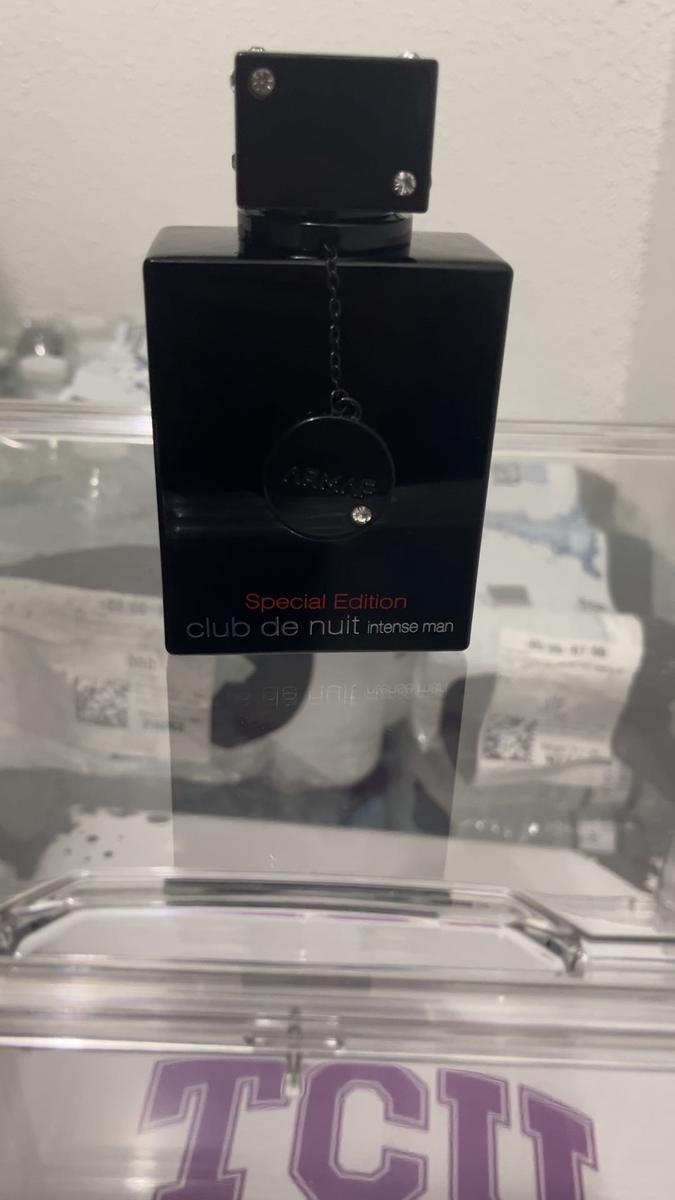 ARMAF
Special Edition
club de nuit intense man
TCU